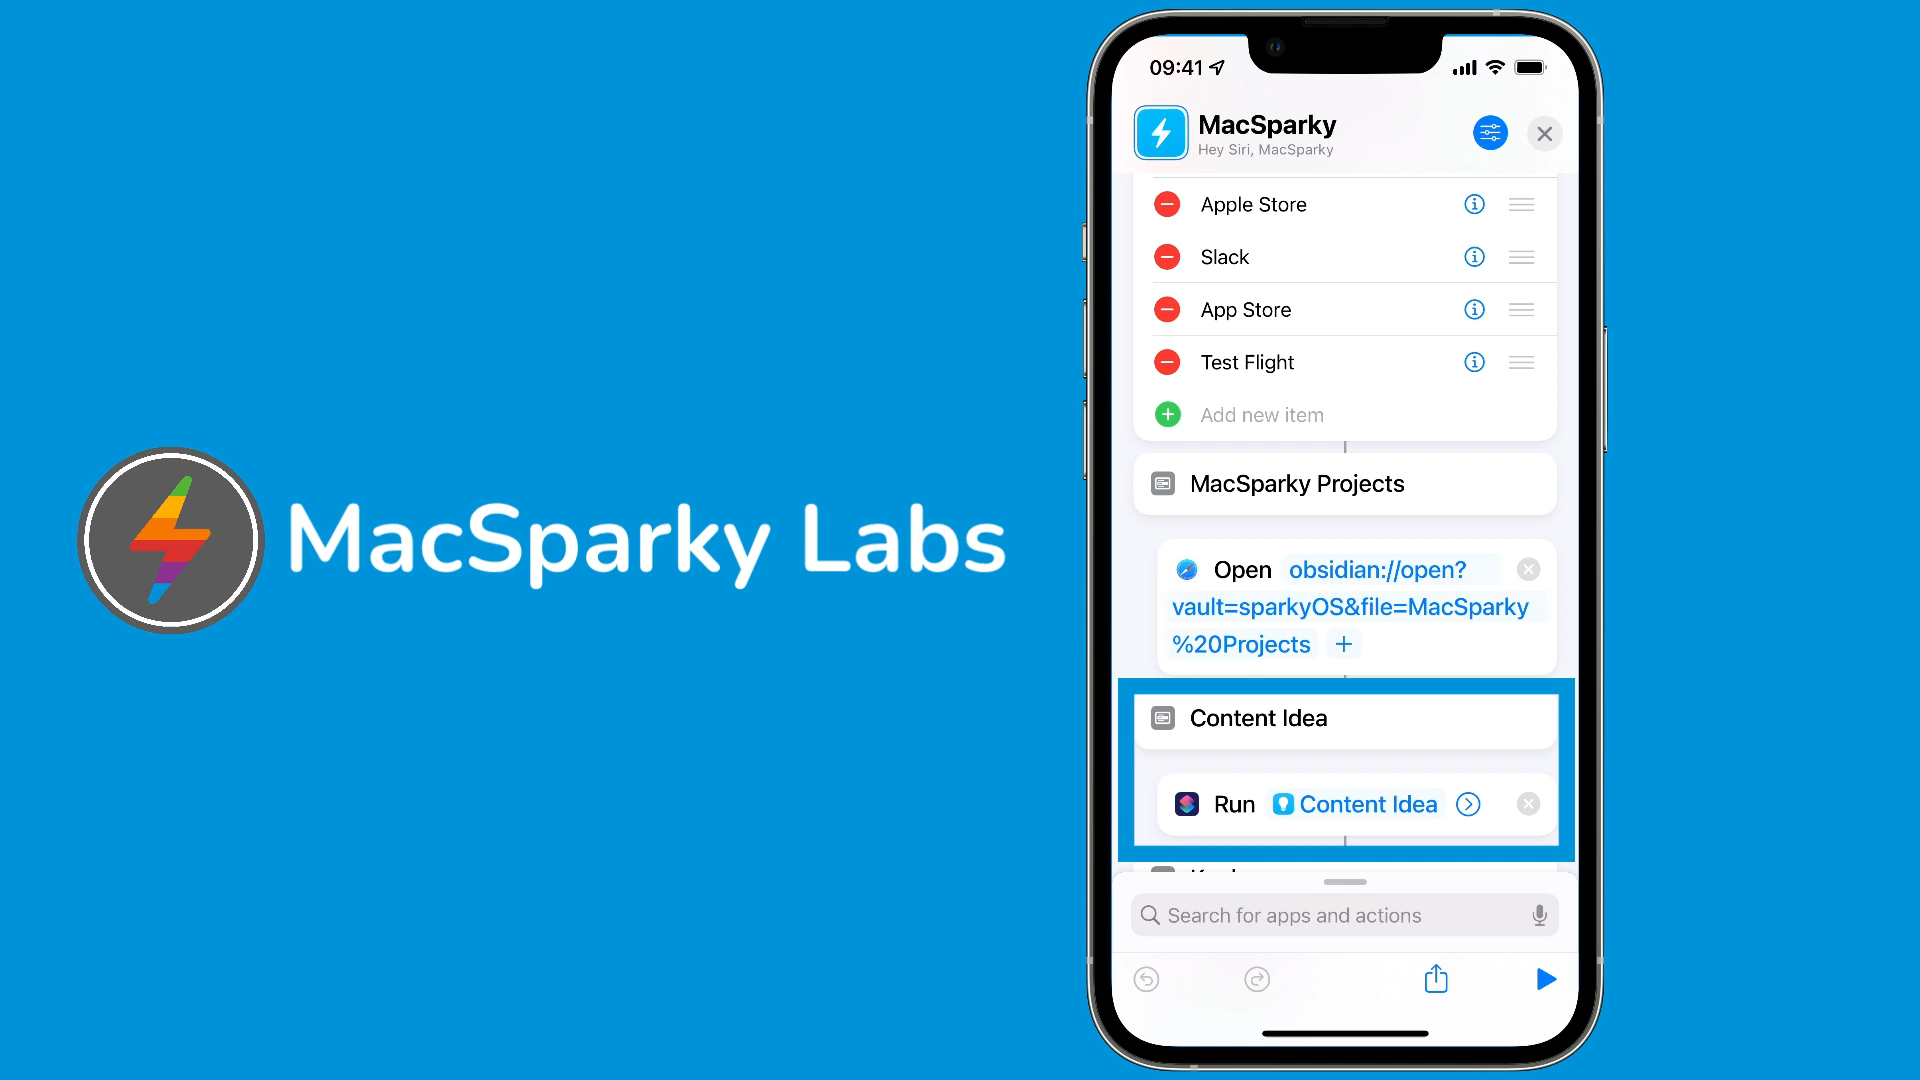 MacSparky Labs
09:41
MacSparky
Hey Siri, MacSparky
Apple Store
Slack
App Store
Test Flight
Add new item
MacSparky Projects
Open obsidian://open?
vault=sparkyOS&file=MacSparky
%20Projects
Content Idea
Run Content Idea
Search for apps and actions